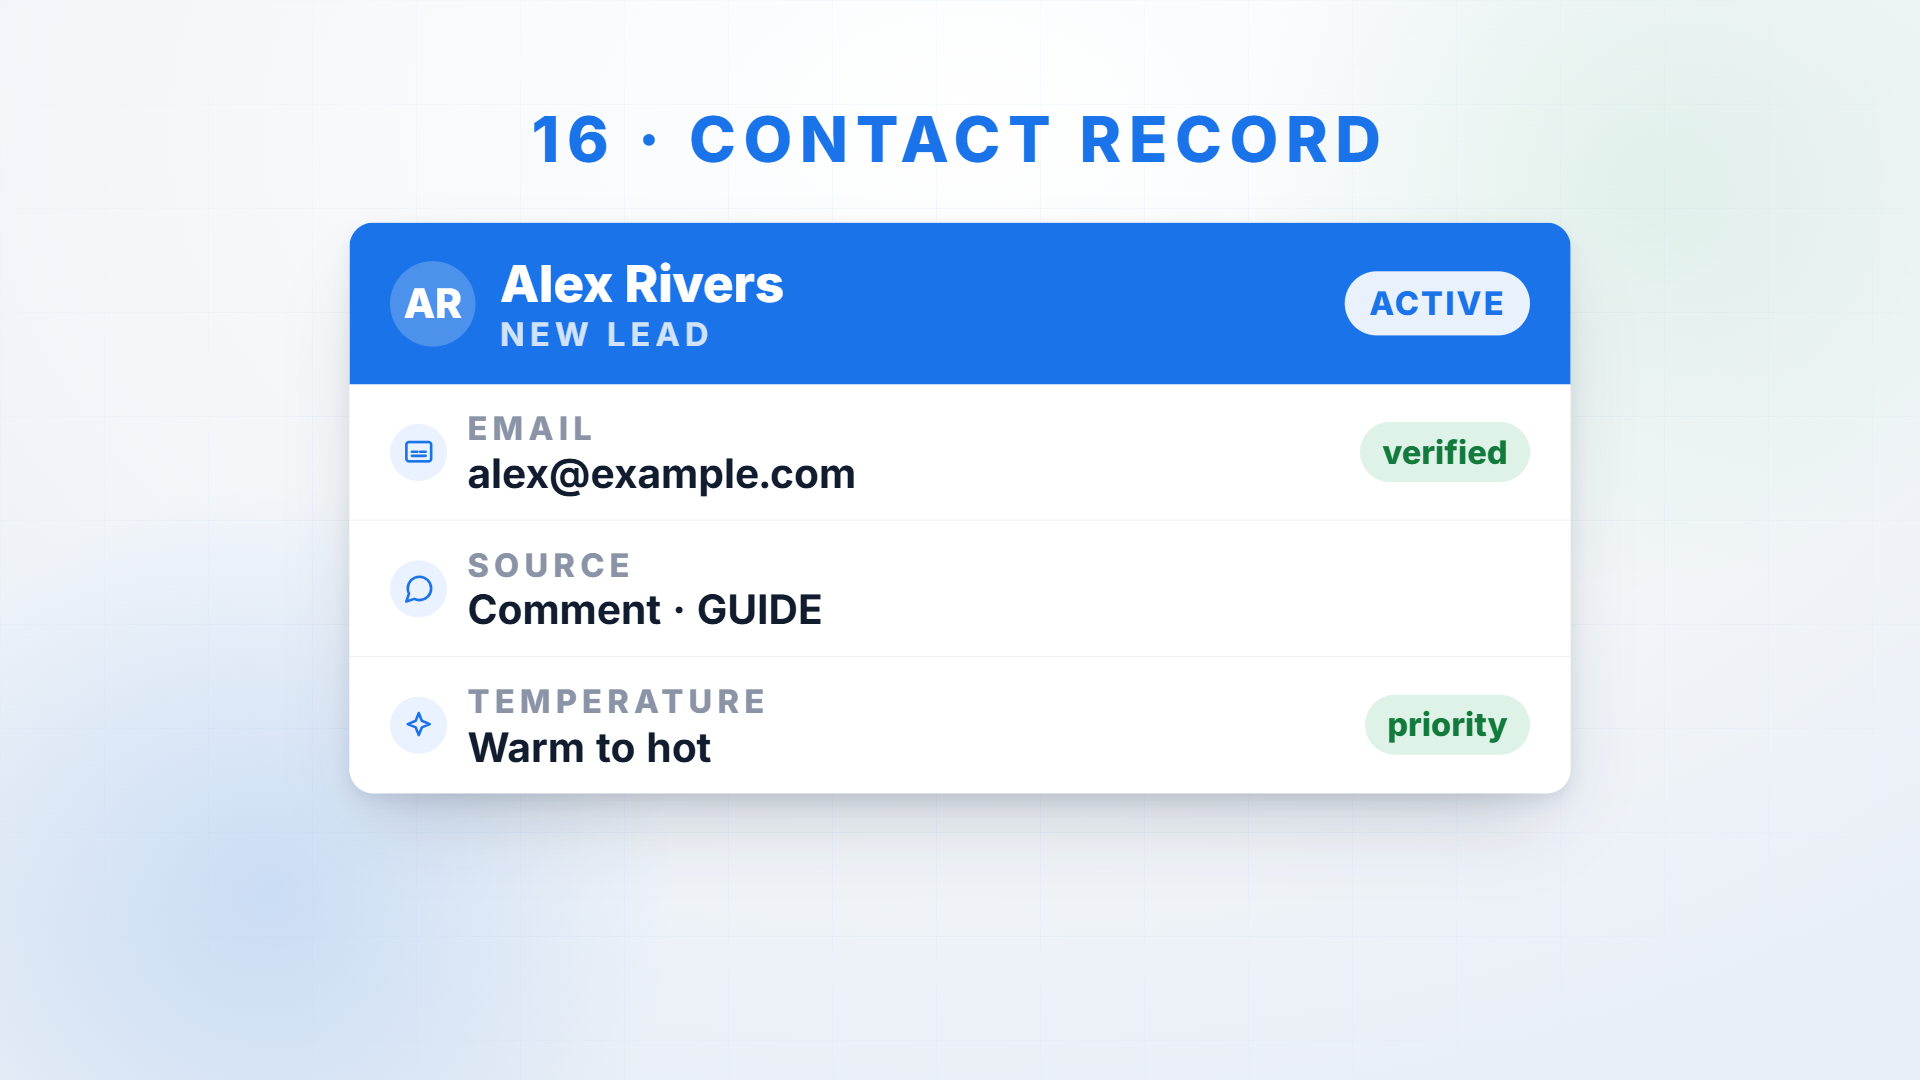 16 · CONTACT RECORD
AR
Alex Rivers
NEW LEAD
ACTIVE
EMAIL
alex@example.com
verified
SOURCE
Comment · GUIDE
TEMPERATURE
Warm to hot
priority